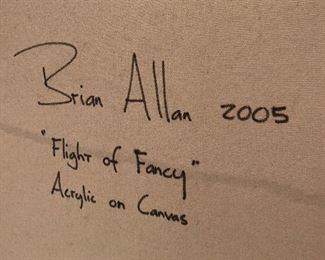 Brian Allan 2005
"Flight of Fancy"
Acrylic on Canvas